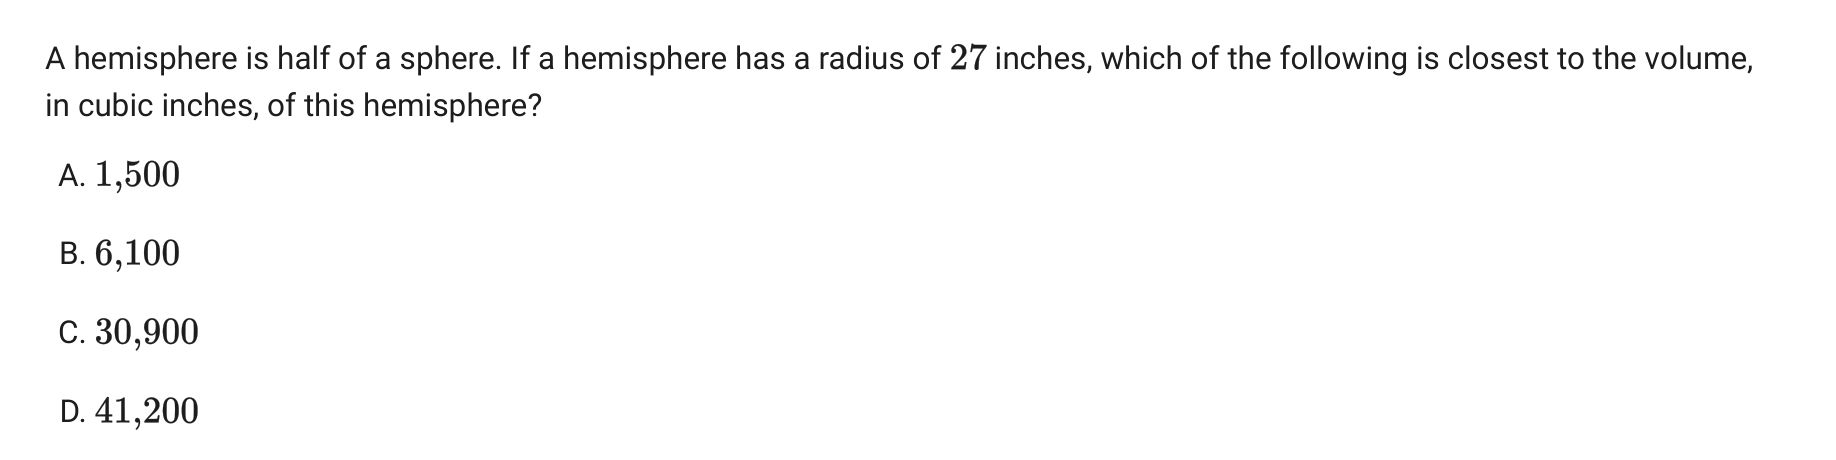 A hemisphere is half of a sphere. If a hemisphere has a radius of 27 inches, which of the following is closest to the volume,
in cubic inches, of this hemisphere?
A. 1,500
B. 6,100
C. 30,900
D. 41,200